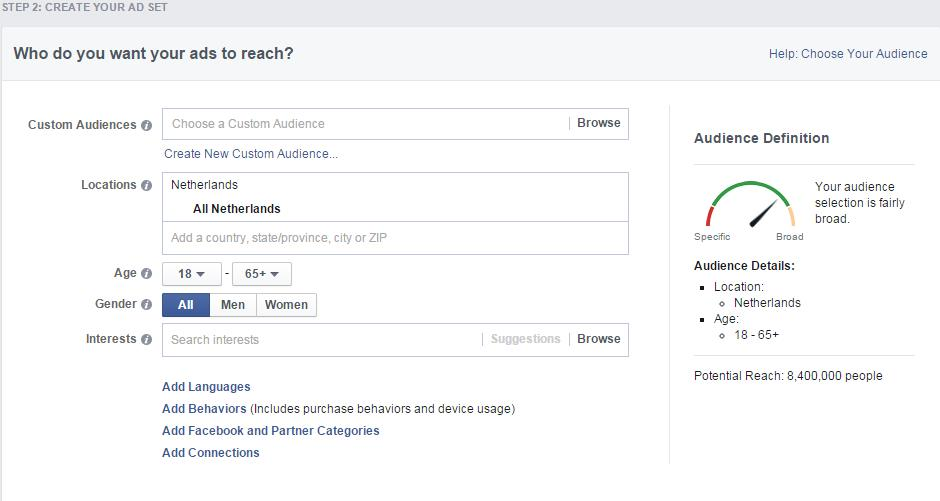 STEP 2: CREATE YOUR AD SET
Who do you want your ads to reach?
Help: Choose Your Audience
Custom Audiences
Choose a Custom Audience
Browse
Create New Custom Audience...
Locations
Netherlands
All Netherlands
Add a country, state/province, city or ZIP
Age
18 - 65+
Gender
All Men Women
Interests
Search interests
Suggestions
Browse
Add Languages
Add Behaviors (Includes purchase behaviors and device usage)
Add Facebook and Partner Categories
Add Connections
Audience Definition
Specific
Broad
Your audience
selection is fairly
broad.
Audience Details:
Location:
Netherlands
Age:
18 - 65+
Potential Reach: 8,400,000 people